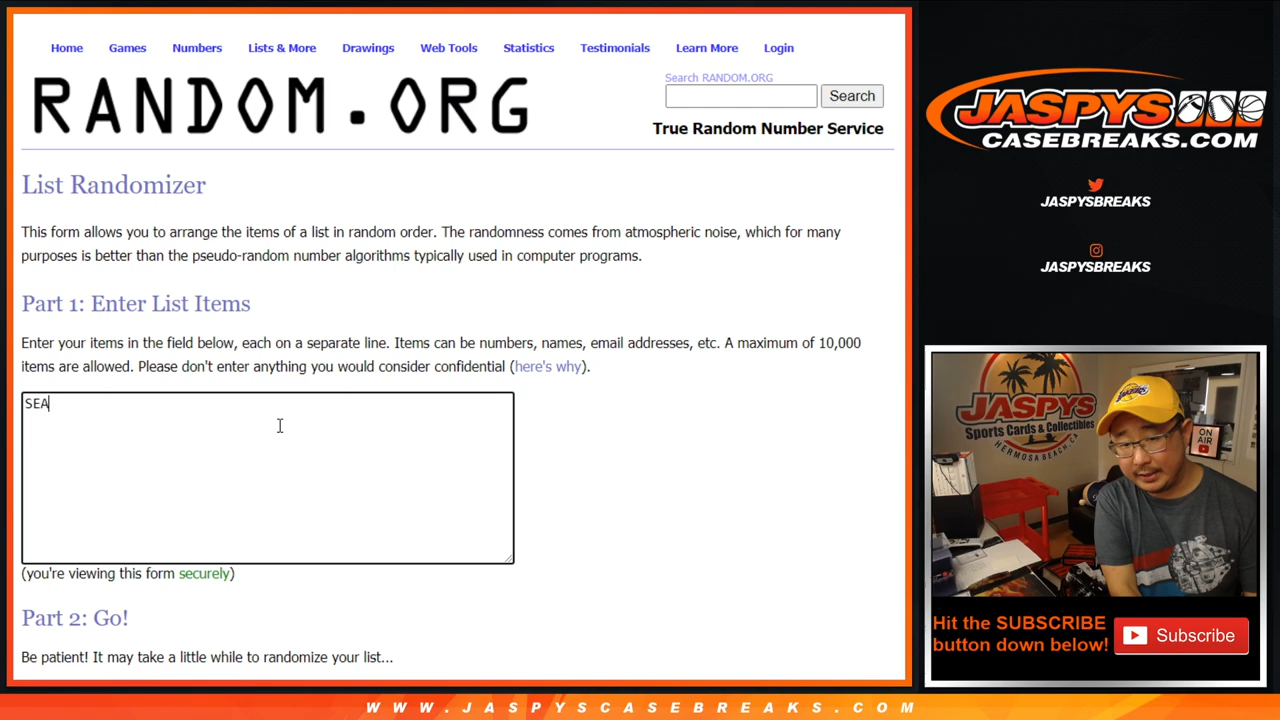 Home Games Numbers Lists & More Drawings Web Tools Statistics Testimonials Learn More Login
RANDOM.ORG
Search RANDOM.ORG
Search
True Random Number Service
List Randomizer
This form allows you to arrange the items of a list in random order. The randomness comes from atmospheric noise, which for many
purposes is better than the pseudo-random number algorithms typically used in computer programs.
Part 1: Enter List Items
Enter your items in the field below, each on a separate line. Items can be numbers, names, email addresses, etc. A maximum of 10,000
items are allowed. Please don't enter anything you would consider confidential (here's why).
SEA
(you're viewing this form securely)
Part 2: Go!
Be patient! It may take a little while to randomize your list...
JASPYS
CASEBREAKS.COM
JASPYSBREAKS
JASPYSBREAKS
JASPYS
Sports Cards & Collectibles
HERMOSA BEACH, CA
LAKERS
ON
AIR
Hit the SUBSCRIBE
button down below!
Subscribe
WWW.JASPYSCASEBREAKS.COM